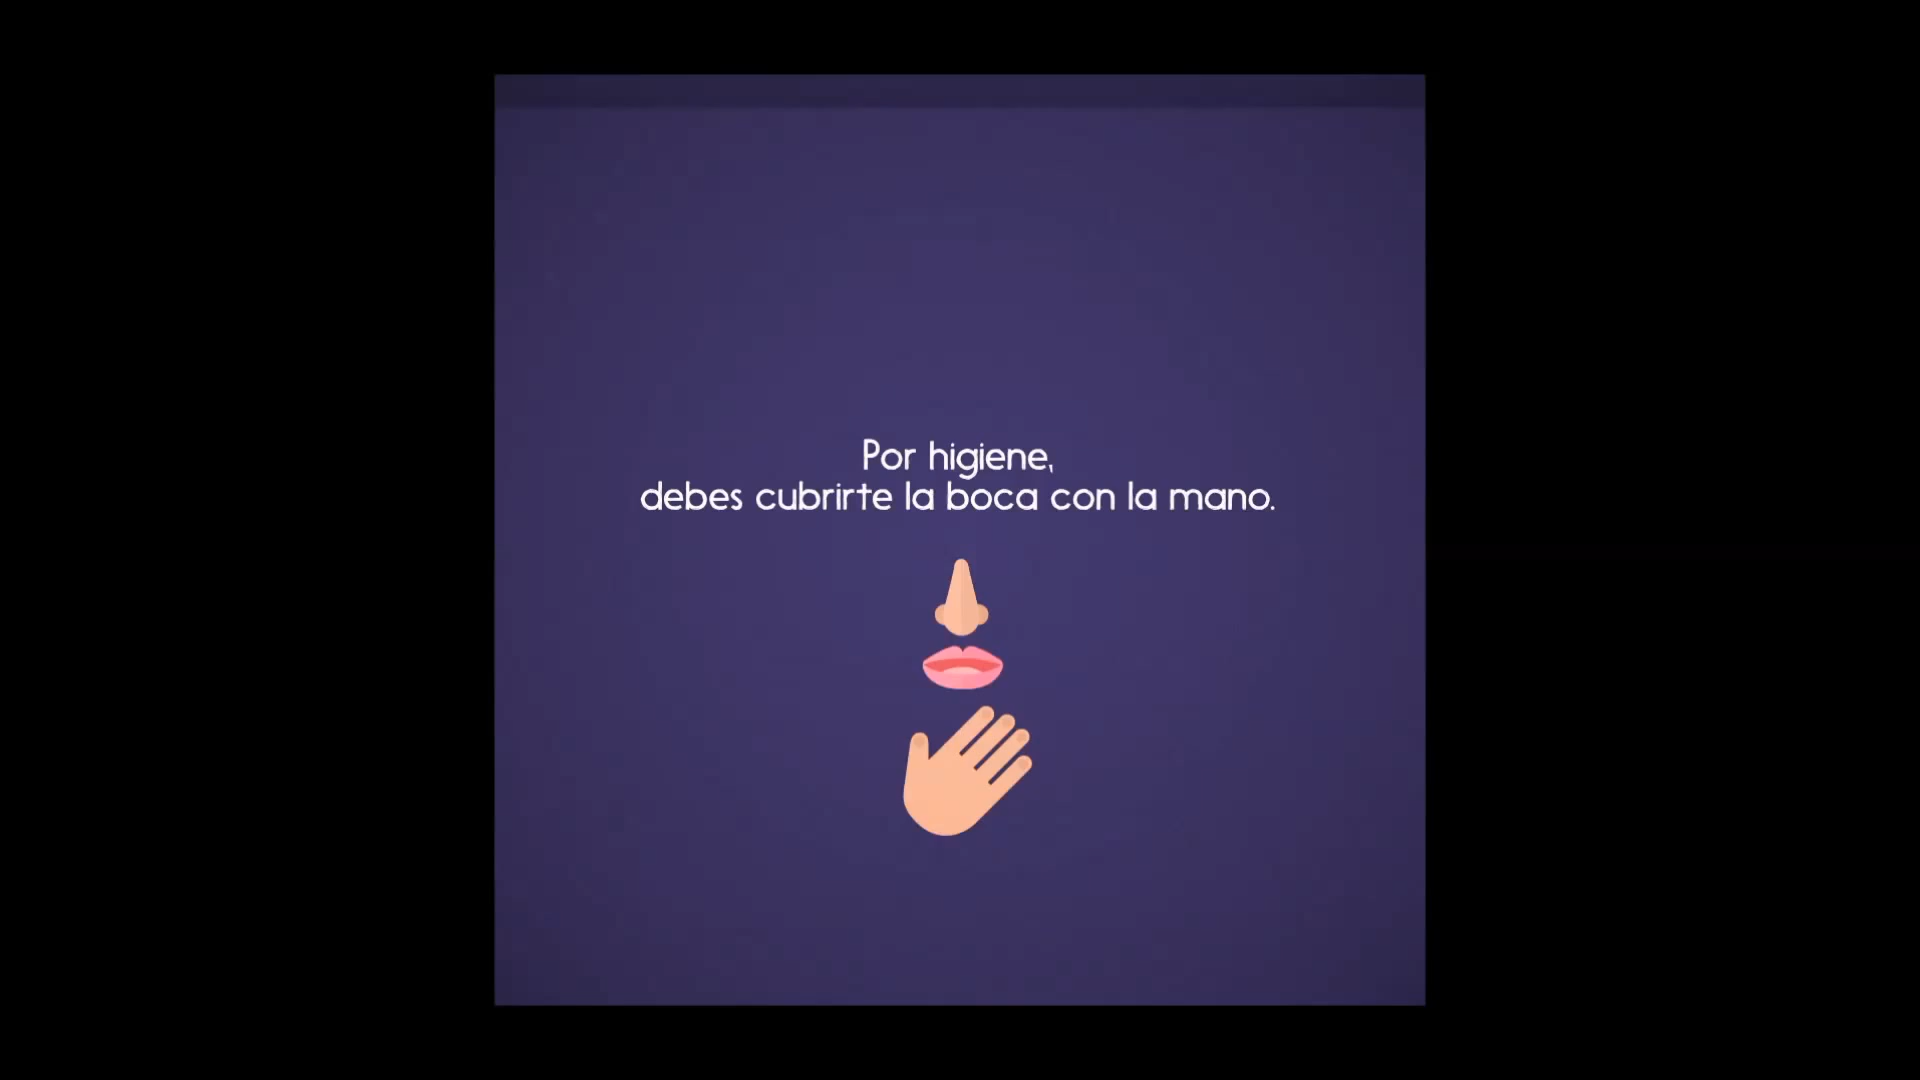 Por higiene,
debes cubrirte la boca con la mano.